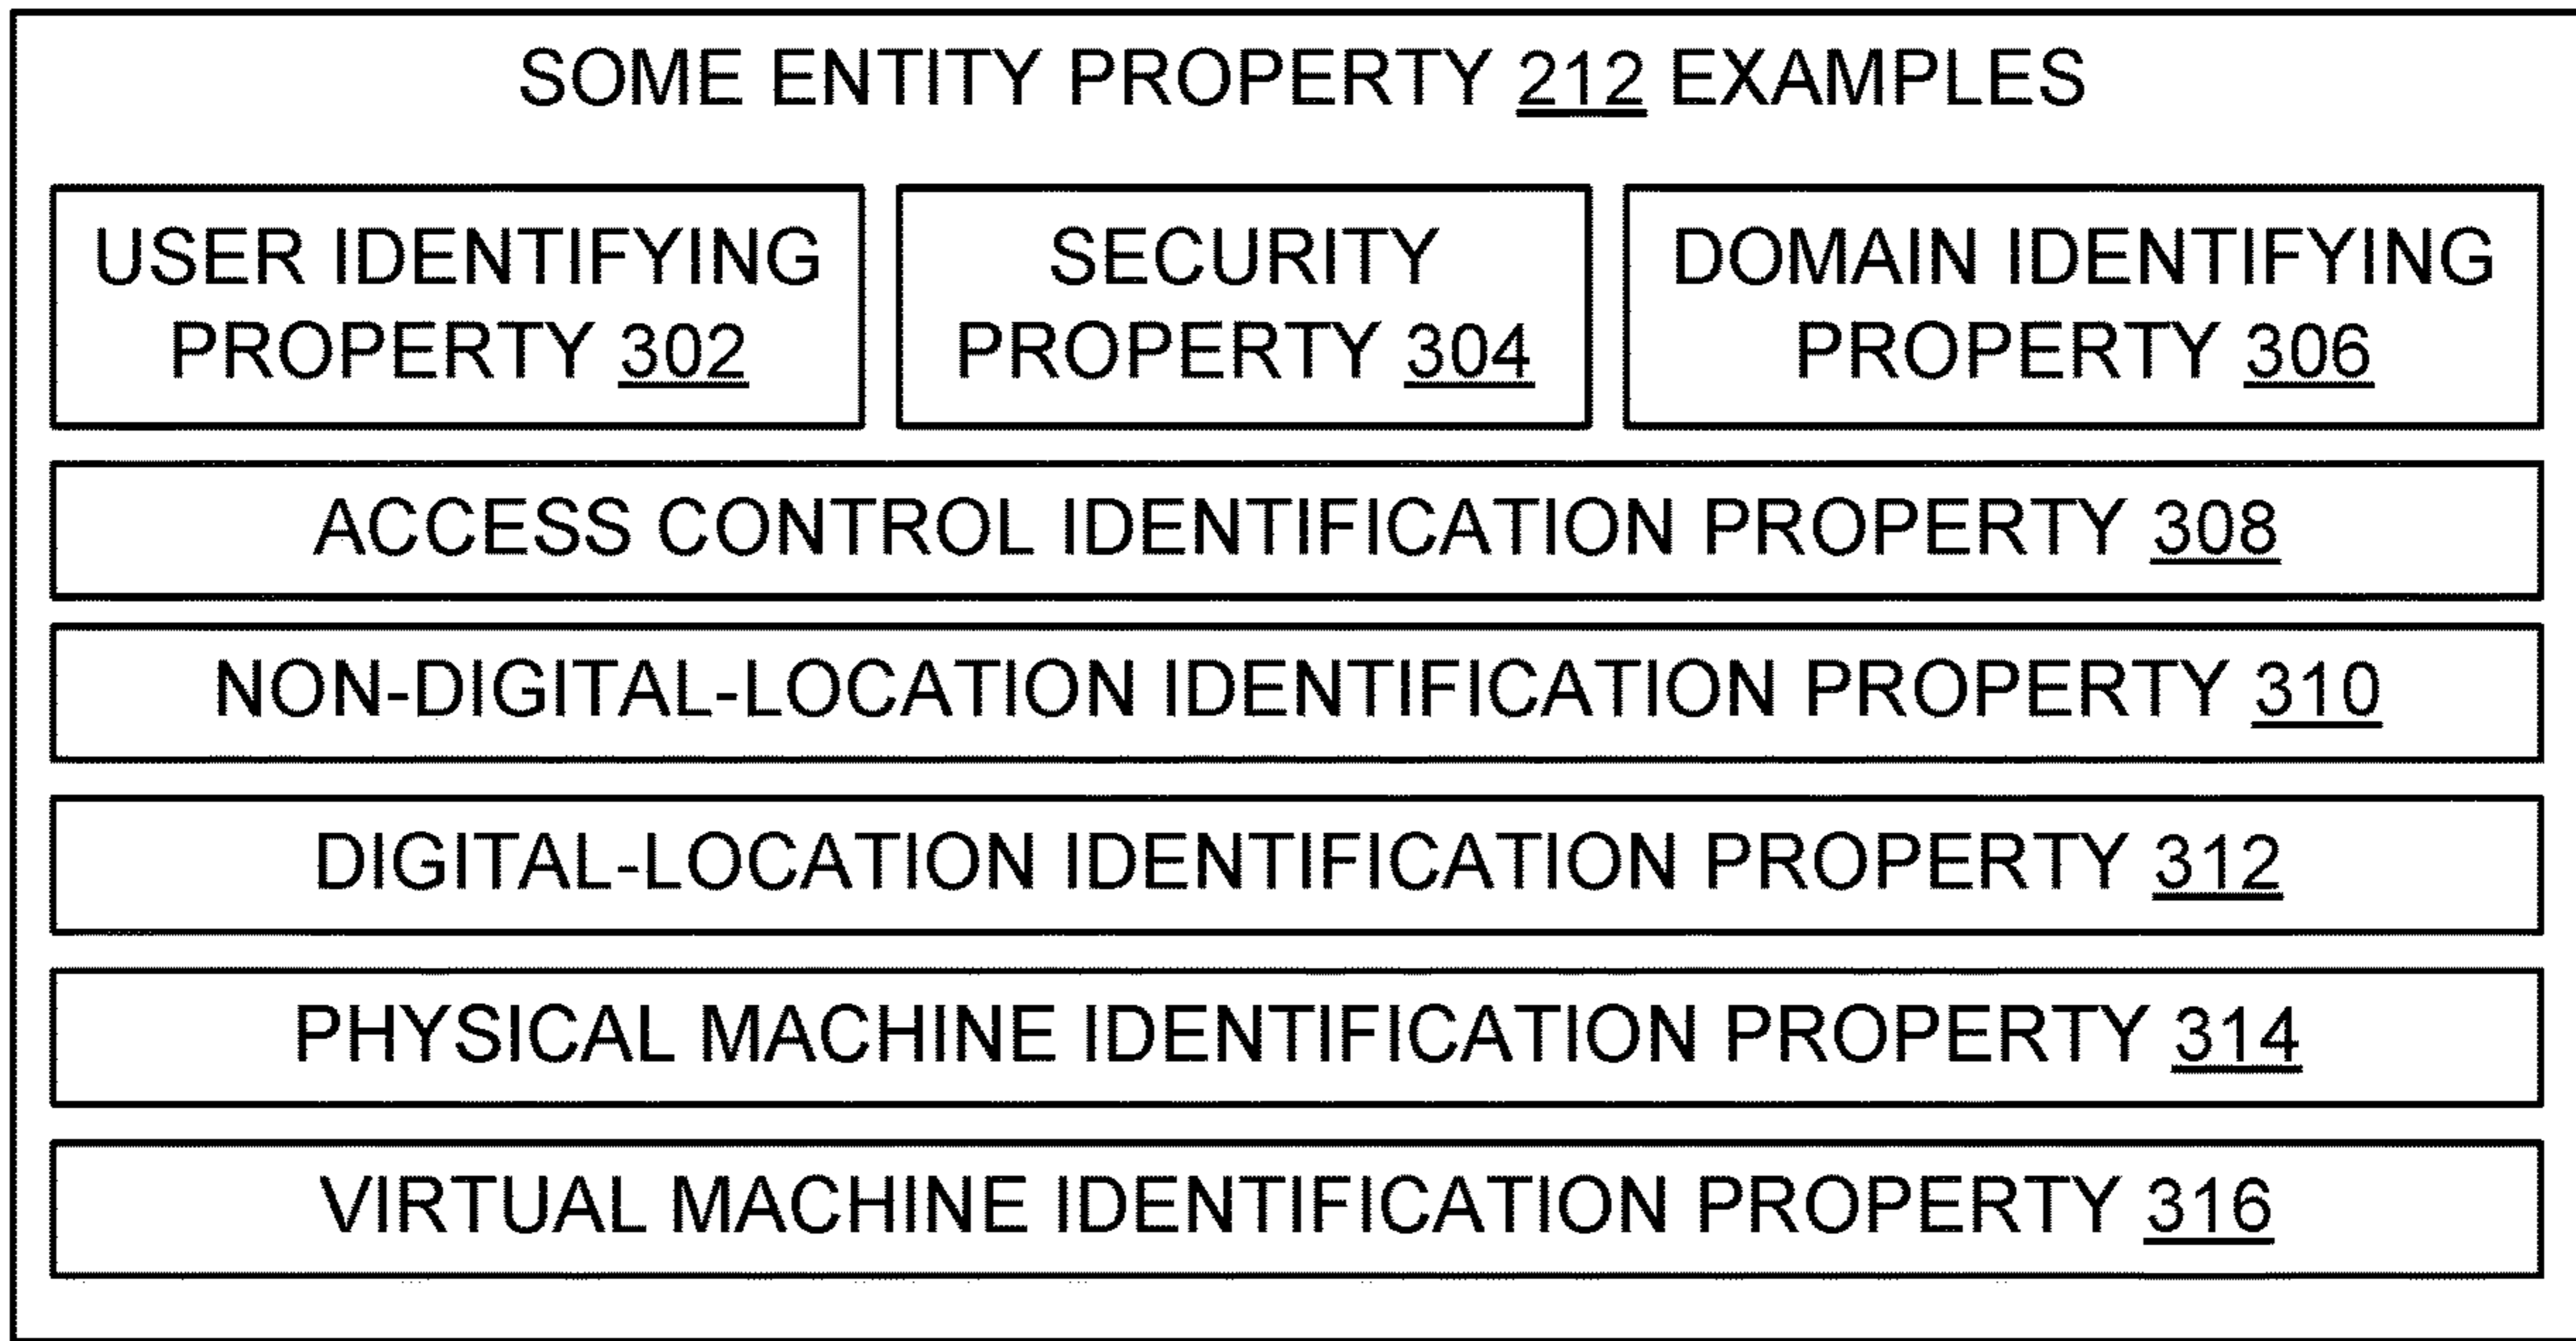 SOME ENTITY PROPERTY 212 EXAMPLES
USER IDENTIFYING
PROPERTY 302
SECURITY
PROPERTY 304
DOMAIN IDENTIFYING
PROPERTY 306
ACCESS CONTROL IDENTIFICATION PROPERTY 308
NON-DIGITAL-LOCATION IDENTIFICATION PROPERTY 310
DIGITAL-LOCATION IDENTIFICATION PROPERTY 312
PHYSICAL MACHINE IDENTIFICATION PROPERTY 314
VIRTUAL MACHINE IDENTIFICATION PROPERTY 316